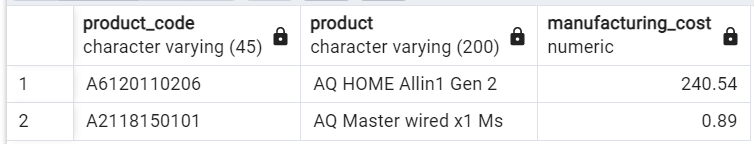 product_code product manufacturing_cost
character varying (45) character varying (200) numeric
1 A6120110206 AQ HOME Allin1 Gen 2 240.54
2 A2118150101 AQ Master wired x1 Ms 0.89